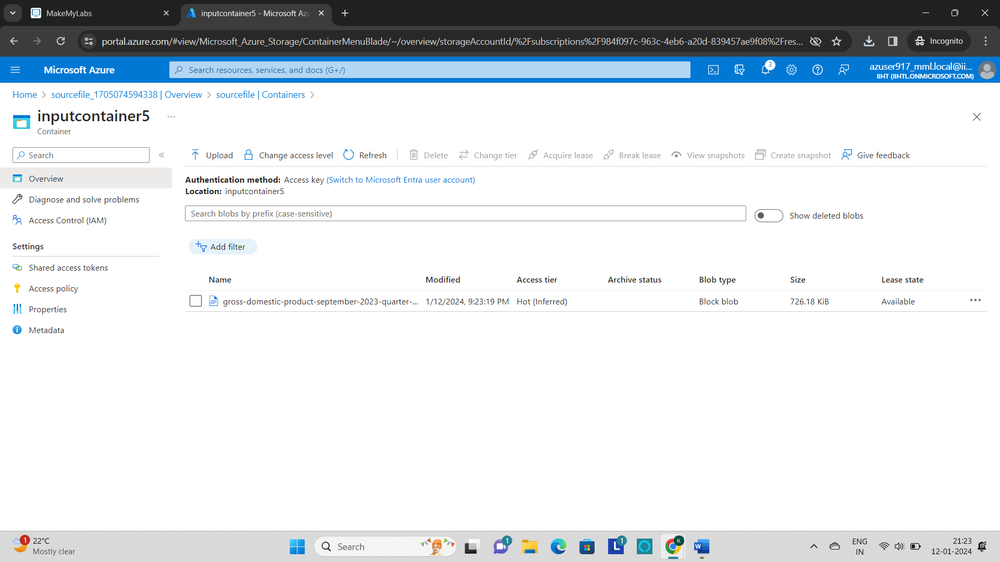 MakeMyLabs
inputcontainer5 - Microsoft Azu
portal.azure.com/#view/Microsoft_Azure_Storage/ContainerMenuBlade/~/overview/storageAccountId/%2Fsubscriptions%2F984f097c-963c-4eb6-a20d-839457ae9f08%2Fres...
Incognito
Microsoft Azure
Search resources, services, and docs (G+/)
3
azuser917_mml.local@ii...
IIHT (IIHTL.ONMICROSOFT.COM)
Home > sourcefile_1705074594338 | Overview > sourcefile | Containers >
inputcontainer5 ...
Container
Search «
Upload Change access level Refresh Delete Change tier Acquire lease Break lease View snapshots Create snapshot Give feedback
Overview
Diagnose and solve problems
Access Control (IAM)
Settings
Shared access tokens
Access policy
Properties
Metadata
Authentication method: Access key (Switch to Microsoft Entra user account)
Location: inputcontainer5
Search blobs by prefix (case-sensitive)
Show deleted blobs
Add filter
Name Modified Access tier Archive status Blob type Size Lease state
gross-domestic-product-september-2023-quarter-... 1/12/2024, 9:23:19 PM Hot (Inferred) Block blob 726.18 KiB Available ...
1
22°C
Mostly clear
Search
1
L
1
K
W
ENG
IN
21:23
12-01-2024